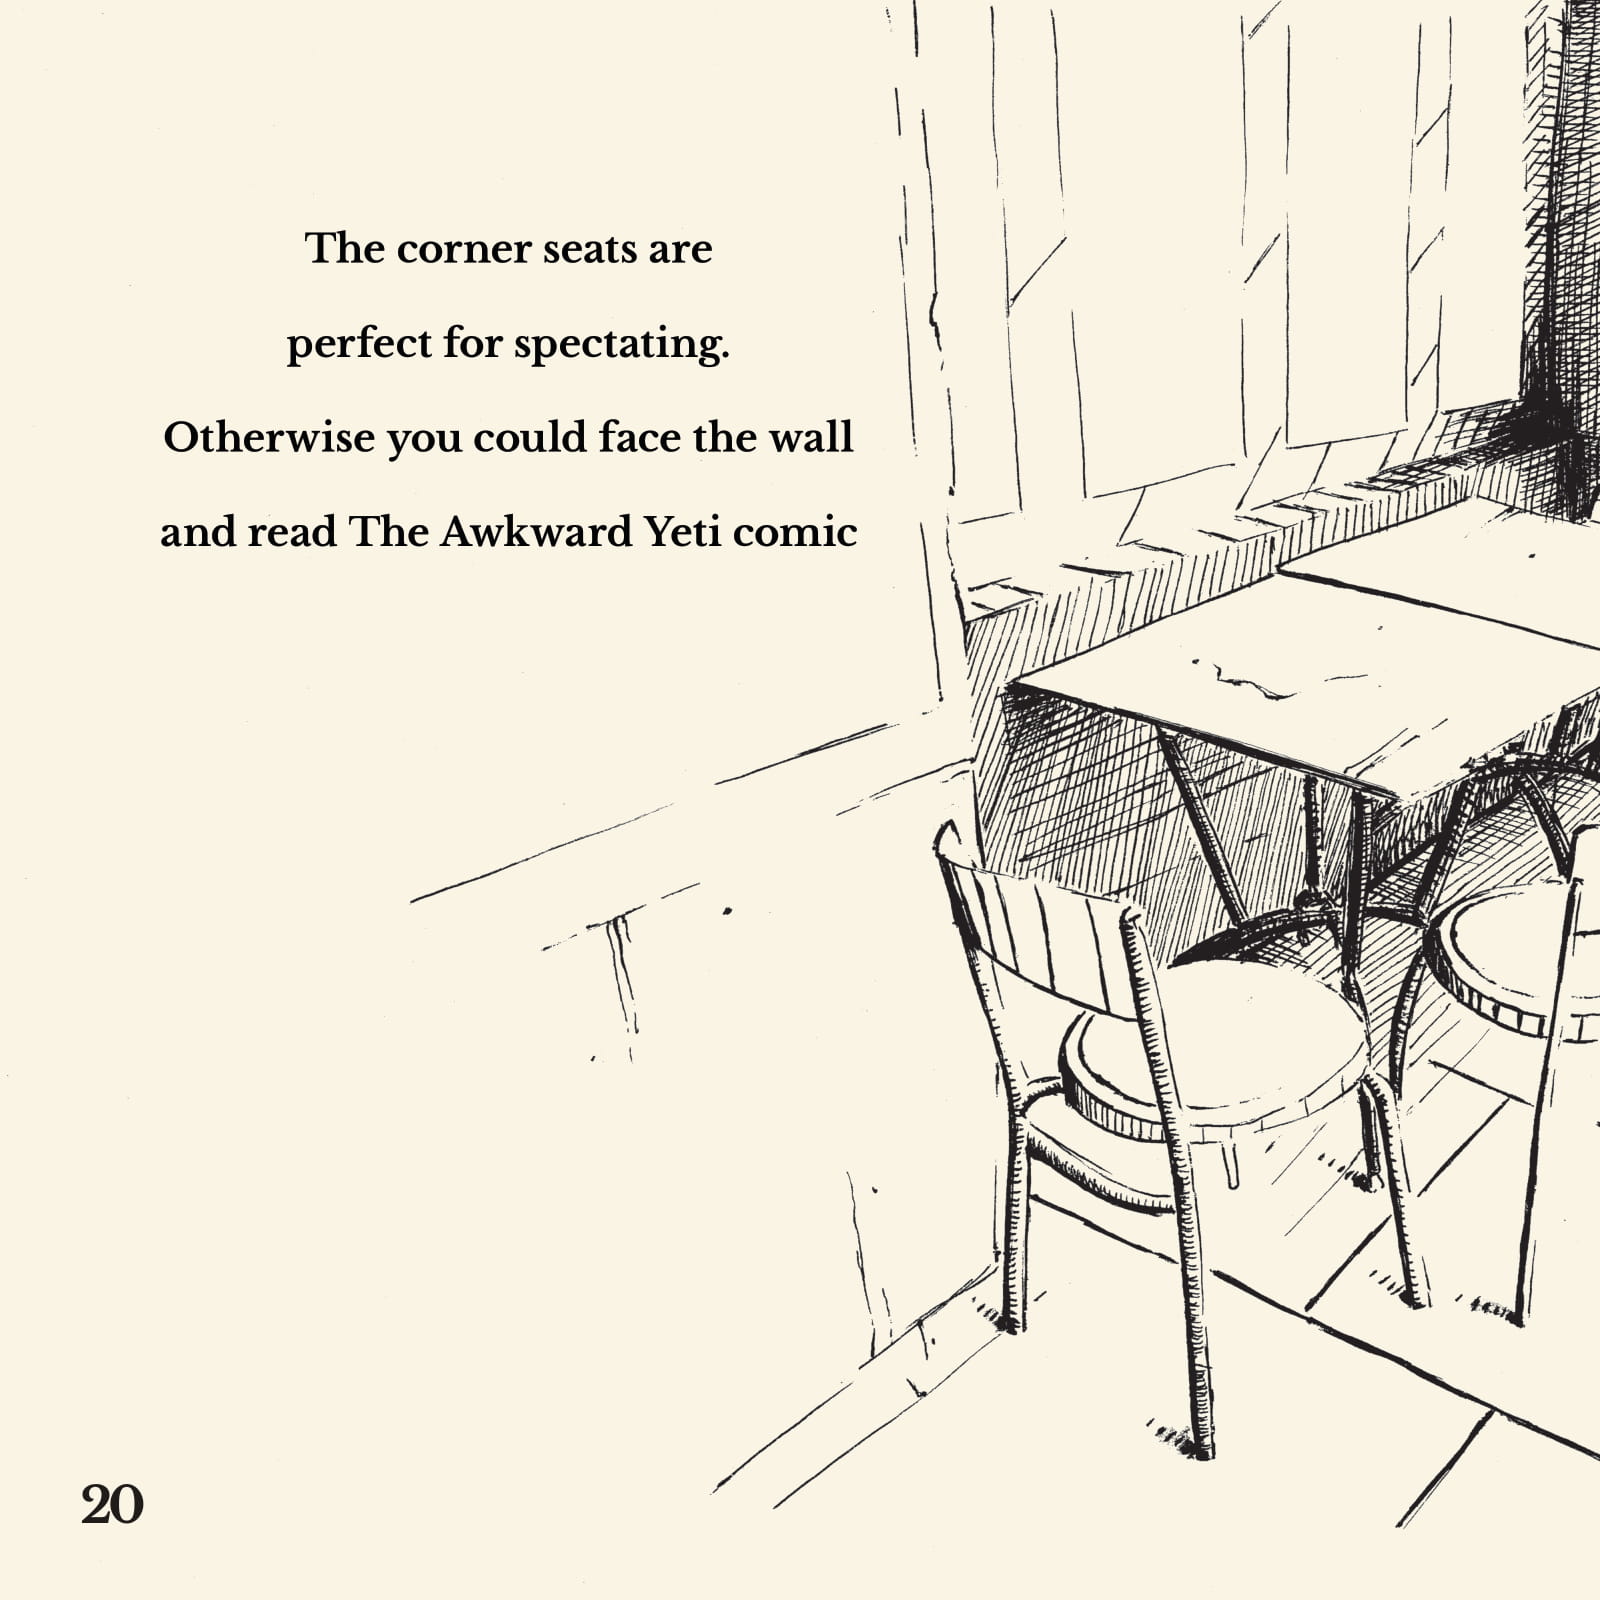 The corner seats are
perfect for spectating.
Otherwise you could face the wall
and read The Awkward Yeti comic
20